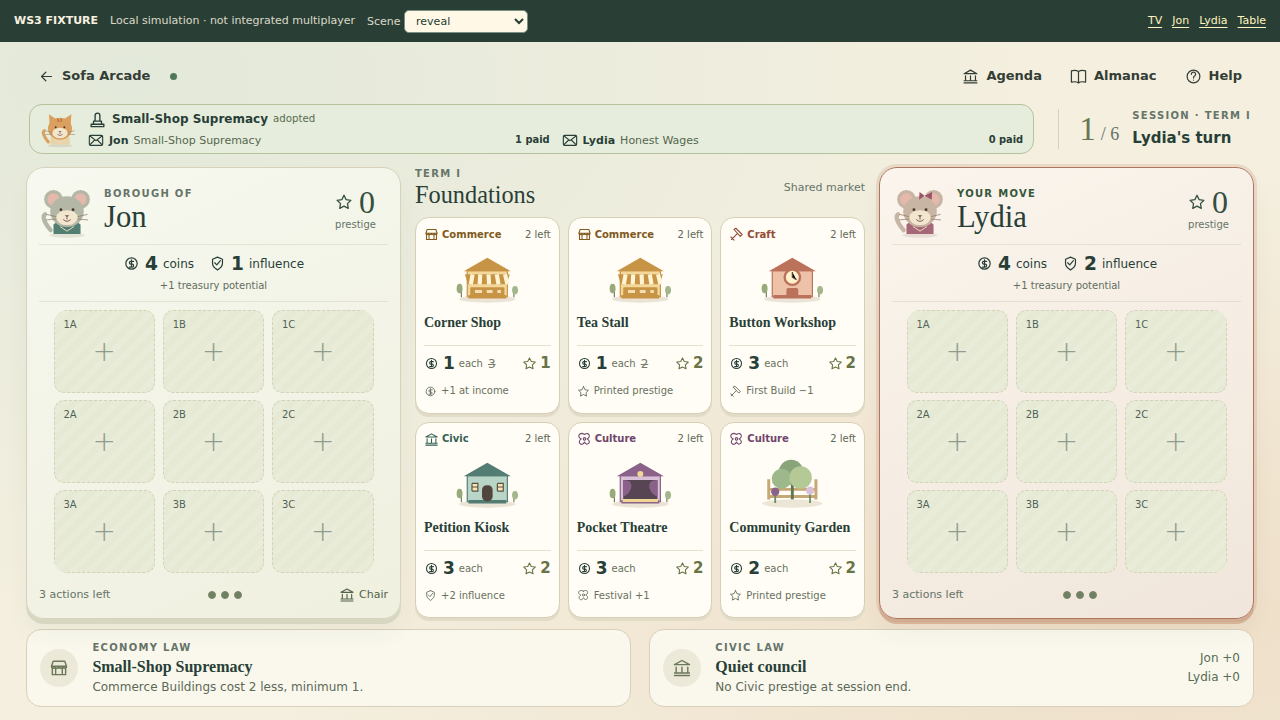 WS3 FIXTURE Local simulation · not integrated multiplayer Scene reveal TV Jon Lydia Table
Sofa Arcade Agenda Almanac Help
Small-Shop Supremacy adopted
Jon Small-Shop Supremacy 1 paid Lydia Honest Wages 0 paid
1 / 6
SESSION · TERM I
Lydia's turn
BOROUGH OF
Jon
0
prestige
4 coins 1 influence
+1 treasury potential
1A 1B 1C
2A 2B 2C
3A 3B 3C
3 actions left Chair
TERM I
Foundations
Shared market
Commerce 2 left
Corner Shop
1 each 3 1
+1 at income
Commerce 2 left
Tea Stall
1 each 2 2
Printed prestige
Craft 2 left
Button Workshop
3 each 2
First Build −1
Civic 2 left
Petition Kiosk
3 each 2
+2 influence
Culture 2 left
Pocket Theatre
3 each 2
Festival +1
Culture 2 left
Community Garden
2 each 2
Printed prestige
YOUR MOVE
Lydia
0
prestige
4 coins 2 influence
+1 treasury potential
1A 1B 1C
2A 2B 2C
3A 3B 3C
3 actions left
ECONOMY LAW
Small-Shop Supremacy
Commerce Buildings cost 2 less, minimum 1.
CIVIC LAW
Quiet council
No Civic prestige at session end.
Jon +0
Lydia +0